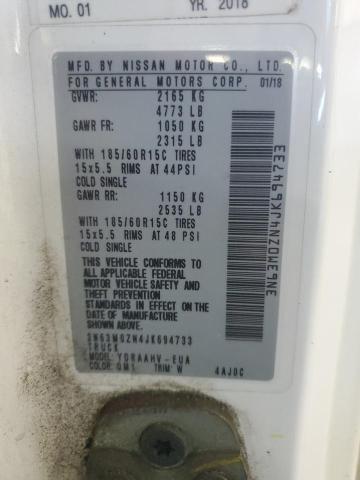 MO. 01 YR. 2018
MFD. BY NISSAN MOTOR CO., LTD.
FOR GENERAL MOTORS CORP. 01/18
GVWR: 2165 KG
4773 LB
GAWR FR: 1050 KG
2315 LB
WITH 185/60R15C TIRES
15x5.5 RIMS AT 44PSI
COLD SINGLE
GAWR RR: 1150 KG
2535 LB
WITH 185/60R15C TIRES
15x5.5 RIMS AT 48 PSI
COLD SINGLE
THIS VEHICLE CONFORMS TO
ALL APPLICABLE FEDERAL
MOTOR VEHICLE SAFETY AND
THEFT PREVENTION
STANDARDS IN EFFECT ON
THE DATE OF MANUFACTURE
SHOWN ABOVE.
3N63M0ZN4JK694733
TRUCK
MODEL: YDRAAHV-EUA
COLOR: QM1 TRIM: W 4AJ0C
3N63M0ZN4JK694733